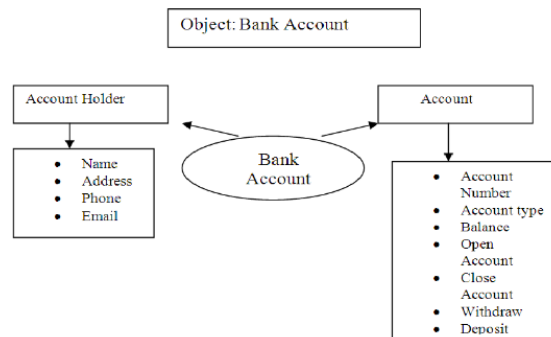 Object: Bank Account
Account Holder
Account
Bank
Account
• Name
• Address
• Phone
• Email
• Account
Number
• Account type
• Balance
• Open
Account
• Close
Account
• Withdraw
• Deposit